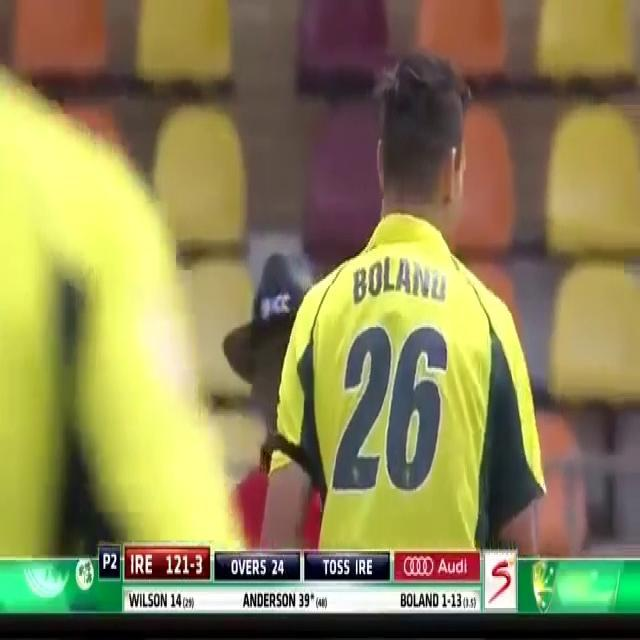 BOLAND
26
ICC
P2 IRE 121-3 OVERS 24 TOSS IRE Audi S
WILSON 14 (29) ANDERSON 39* (48) BOLAND 1-13 (3.5)